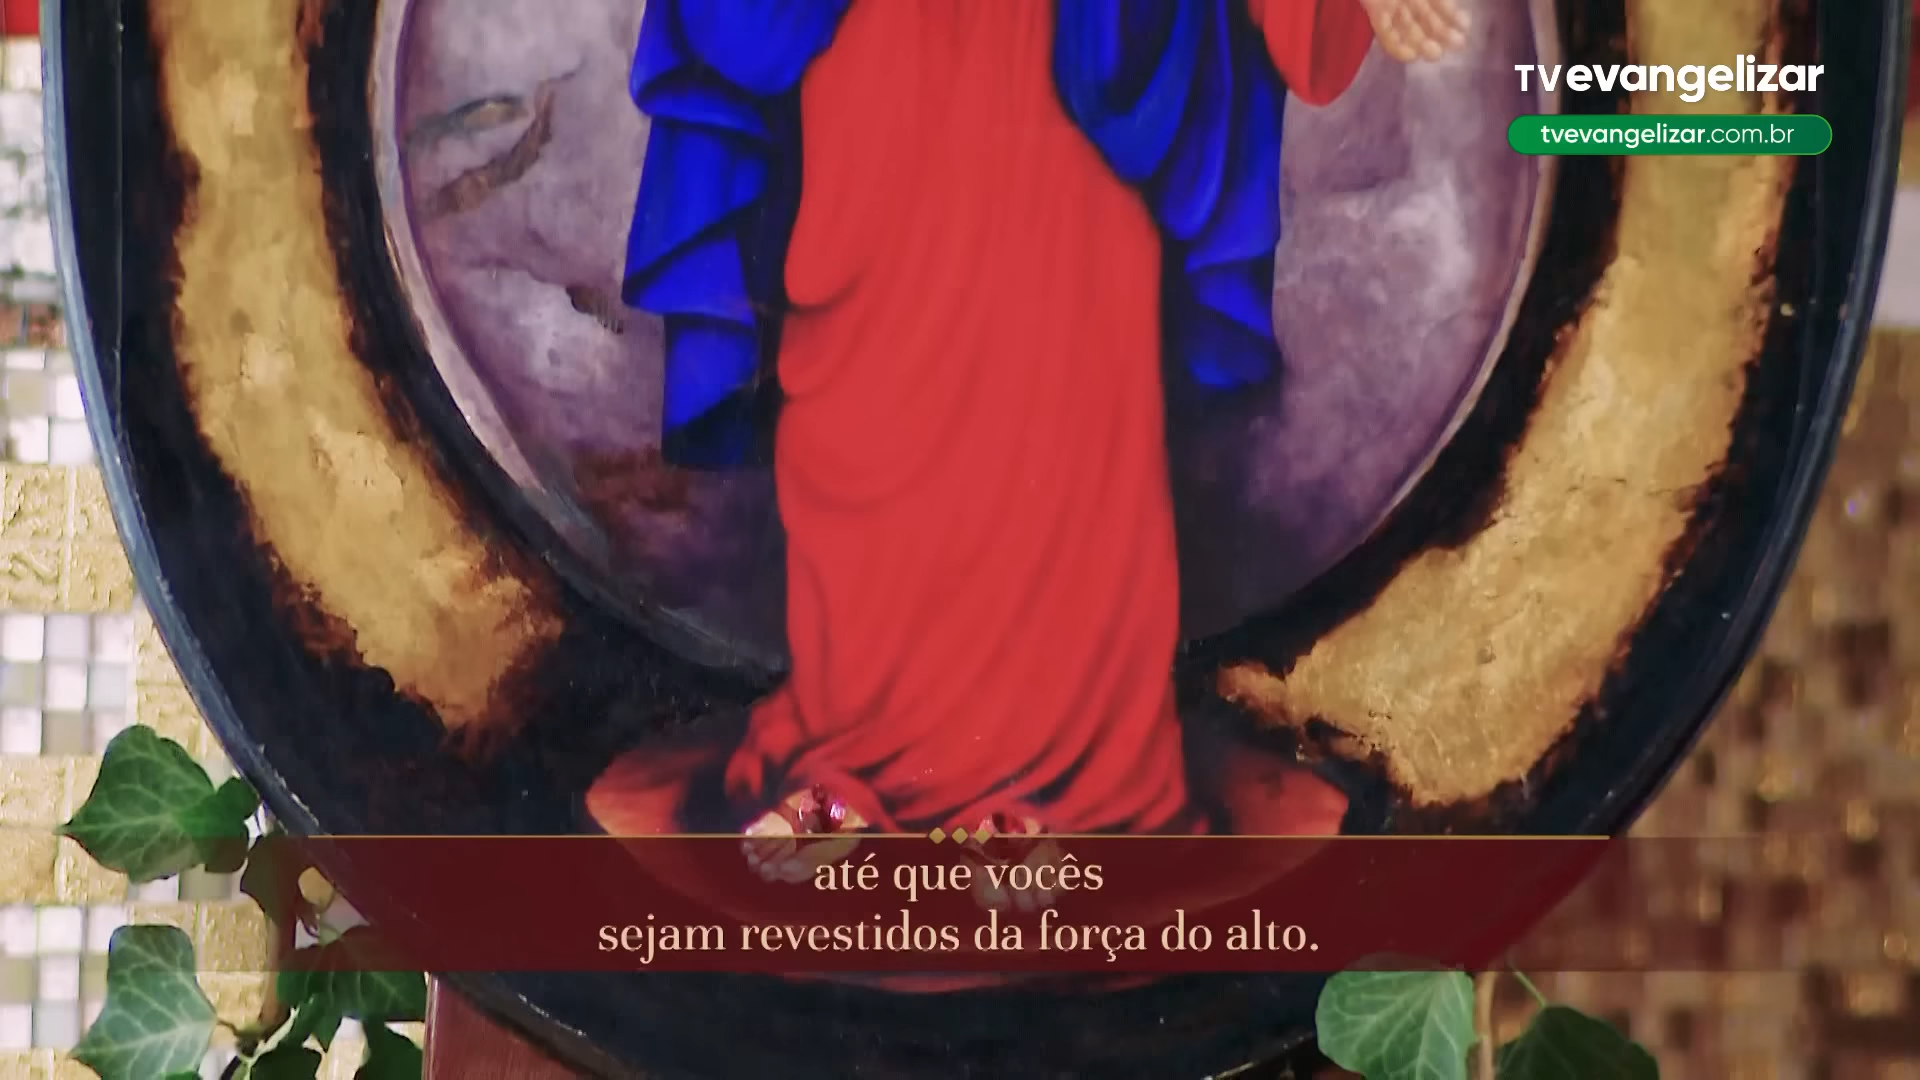 TVevangelizar
tvevangelizar.com.br
até que vocês
sejam revestidos da força do alto.